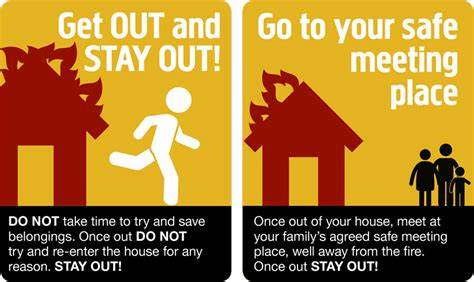 Get OUT and
STAY OUT!
DO NOT take time to try and save
belongings. Once out DO NOT
try and re-enter the house for any
reason. STAY OUT!
Go to your safe
meeting
place
Once out of your house, meet at
your family's agreed safe meeting
place, well away from the fire.
Once out STAY OUT!